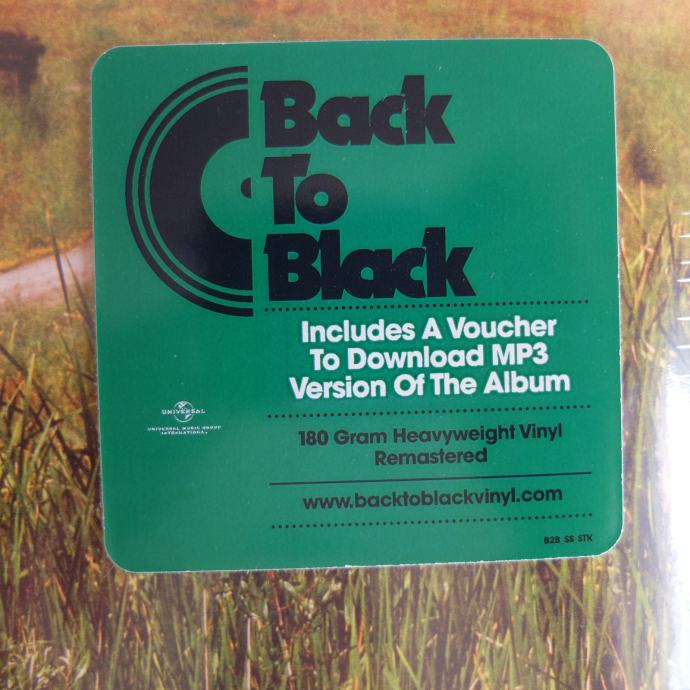 Back
To
Black
Includes A Voucher
To Download MP3
Version Of The Album
UNIVERSAL
UNIVERSAL MUSIC GROUP
INTERNATIONAL
180 Gram Heavyweight Vinyl
Remastered
www.backtoblackvinyl.com
B2B SS STK